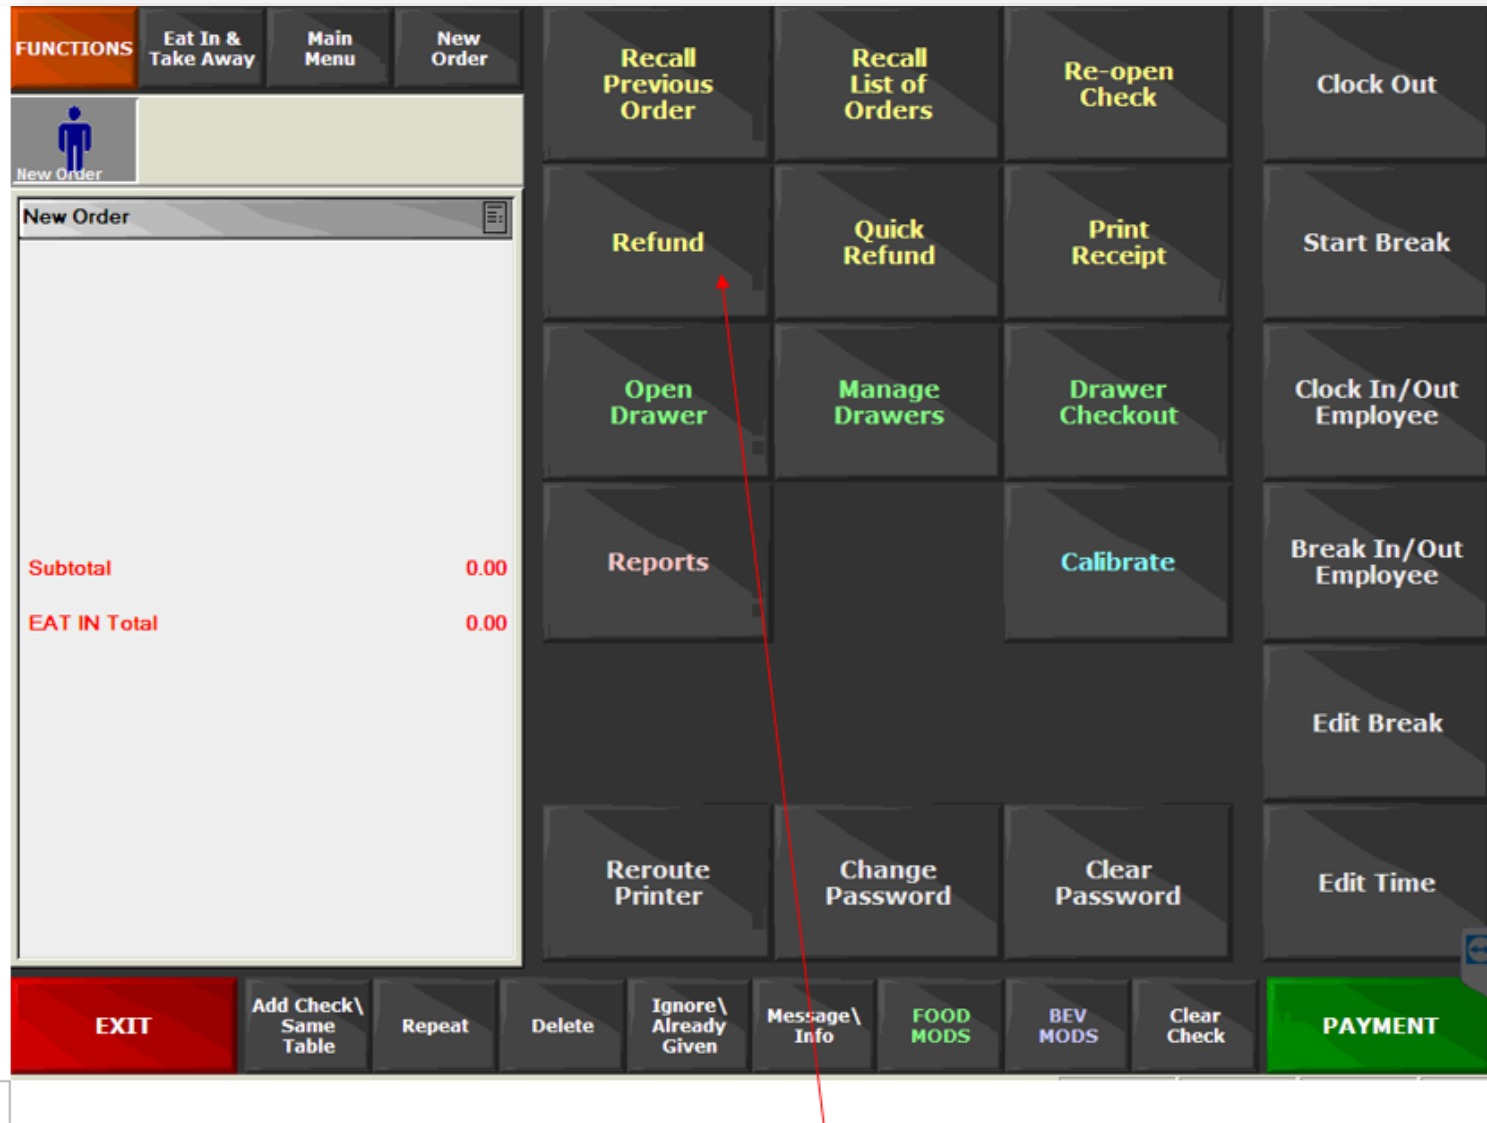 FUNCTIONS
Eat In &
Take Away
Main
Menu
New
Order
New Order
New Order
Subtotal 0.00
EAT IN Total 0.00
Recall
Previous
Order
Recall
List of
Orders
Re-open
Check
Clock Out
Refund
Quick
Refund
Print
Receipt
Start Break
Open
Drawer
Manage
Drawers
Drawer
Checkout
Clock In/Out
Employee
Reports
Calibrate
Break In/Out
Employee
Edit Break
Reroute
Printer
Change
Password
Clear
Password
Edit Time
EXIT
Add Check\
Same
Table
Repeat
Delete
Ignore\
Already
Given
Message\
Info
FOOD
MODS
BEV
MODS
Clear
Check
PAYMENT